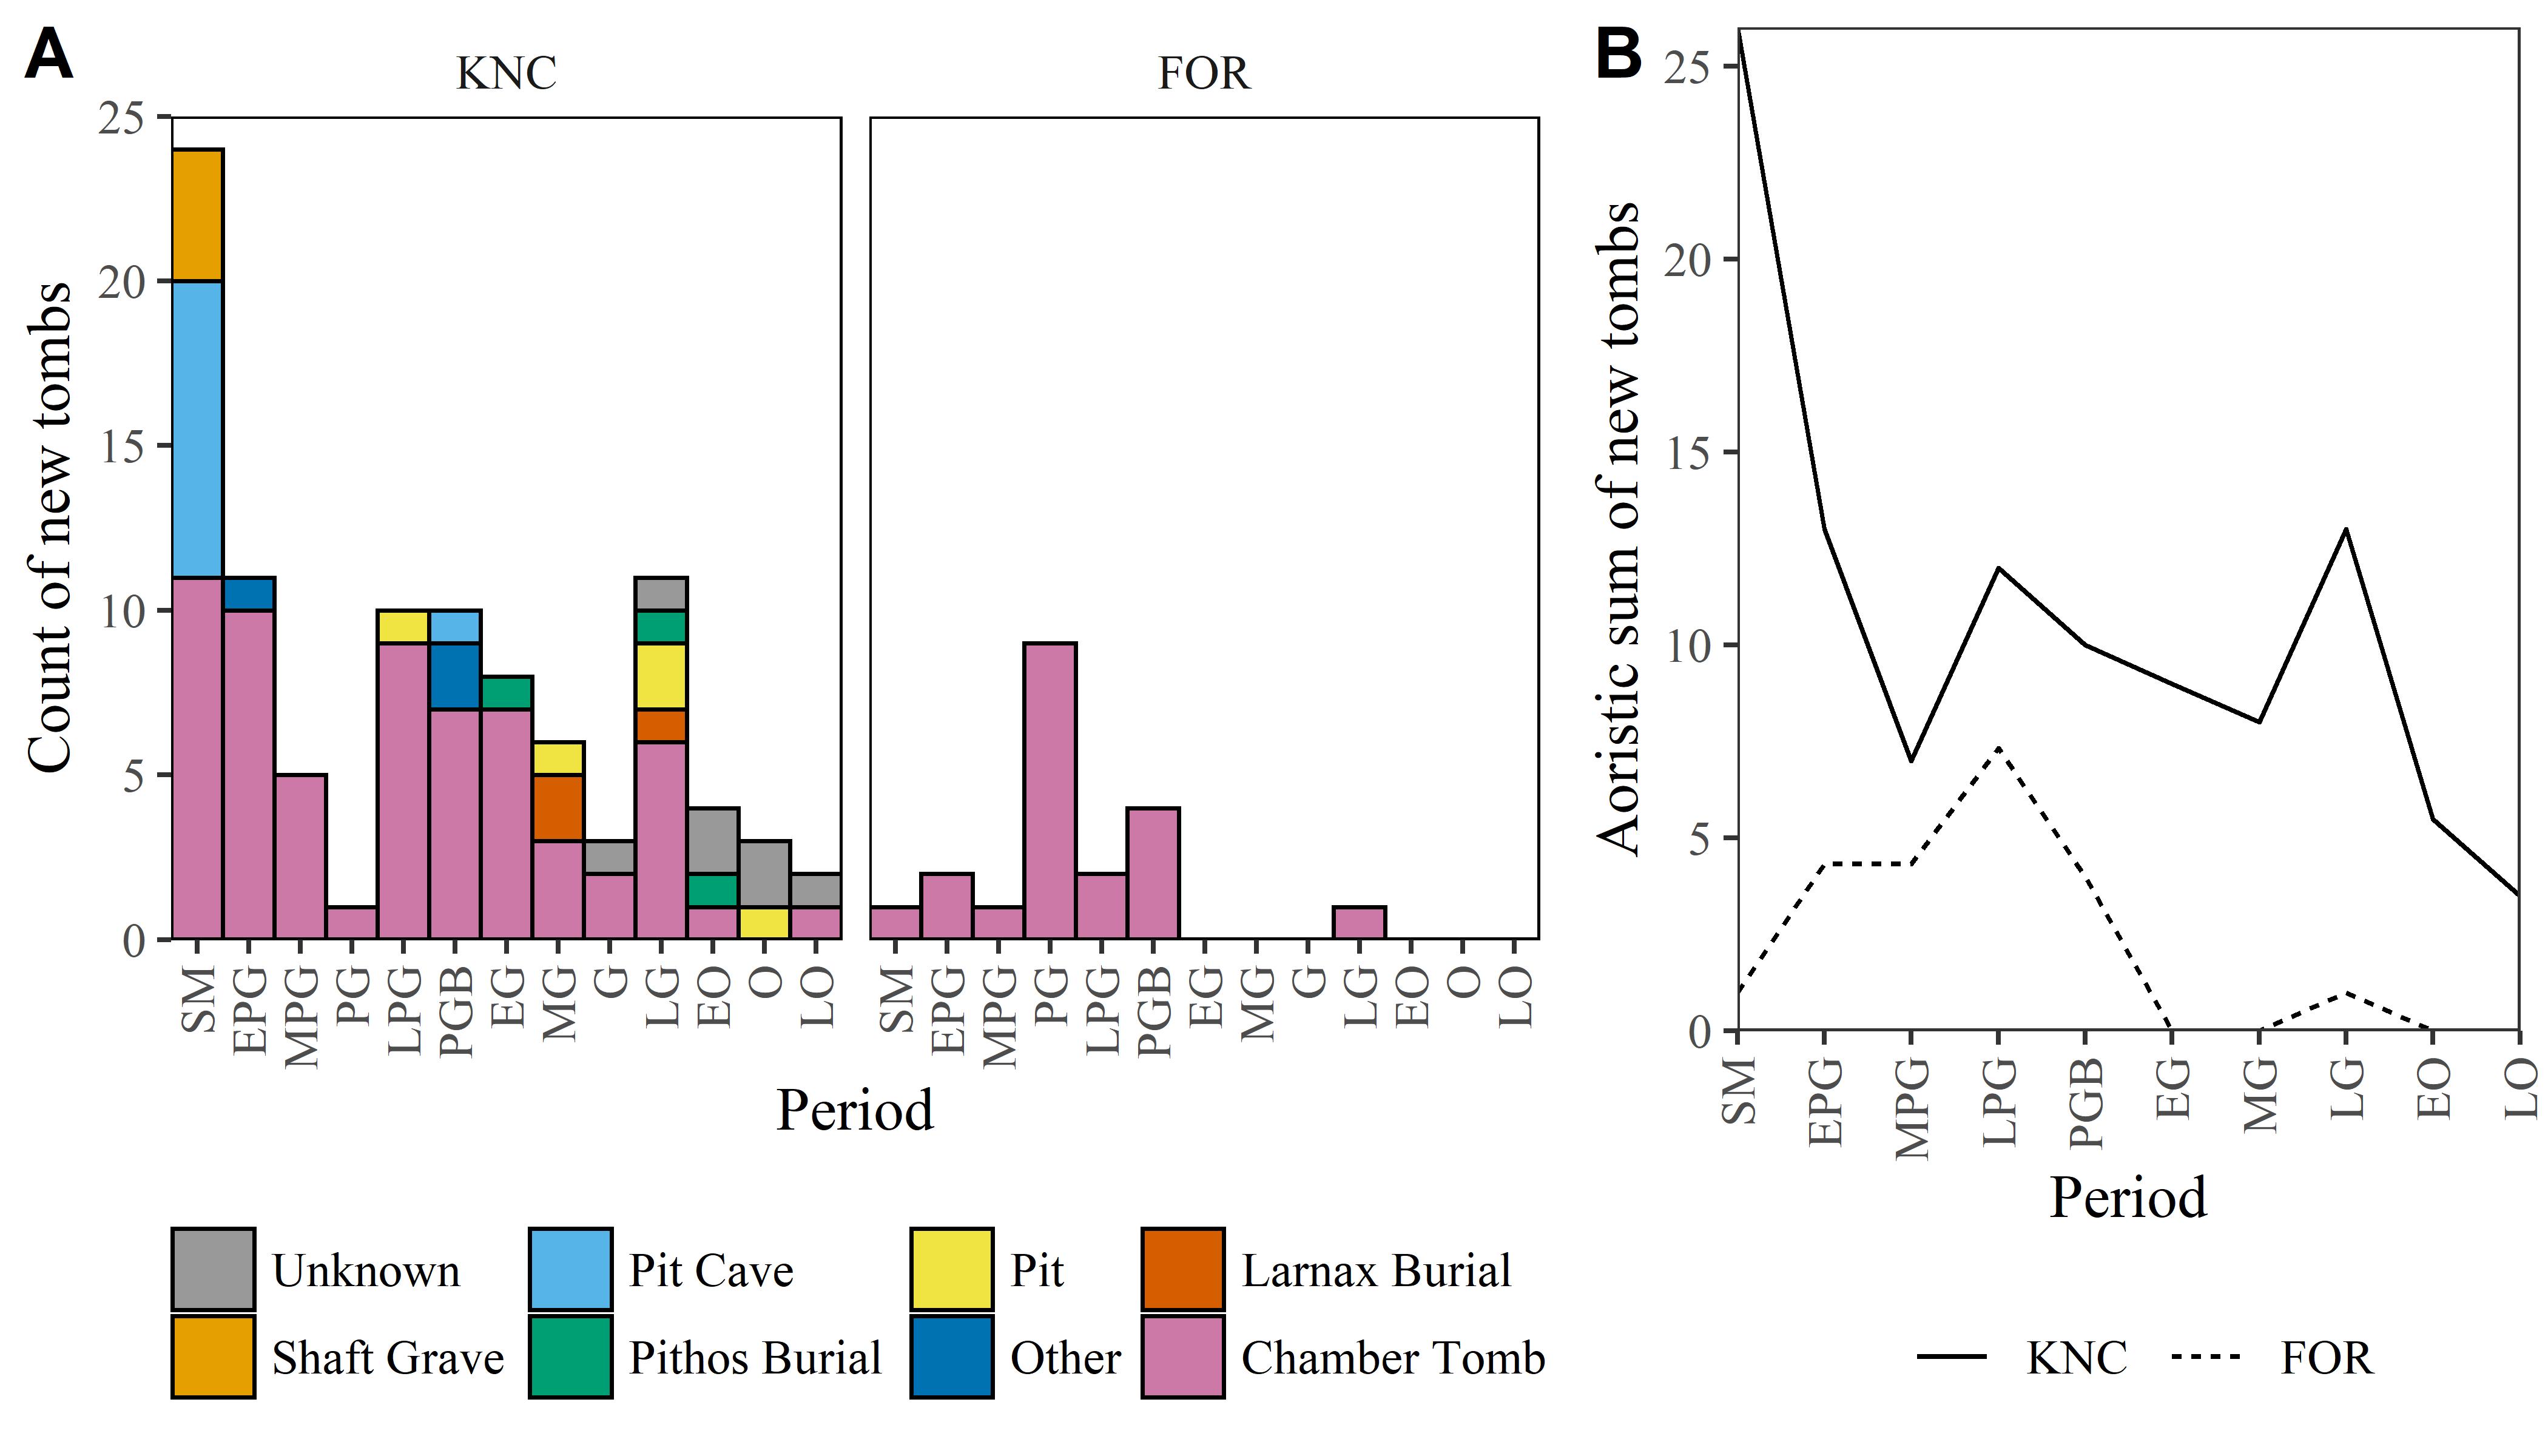 A
KNC
FOR
Count of new tombs
25
20
15
10
5
0
SM EPG MPG PG LPG PGB EG MG G LG EO O LO
SM EPG MPG PG LPG PGB EG MG G LG EO O LO
Period
Unknown
Pit Cave
Pit
Larnax Burial
Shaft Grave
Pithos Burial
Other
Chamber Tomb
B
Aoristic sum of new tombs
25
20
15
10
5
0
SM EPG MPG LPG PGB EG MG LG EO LO
Period
KNC
FOR